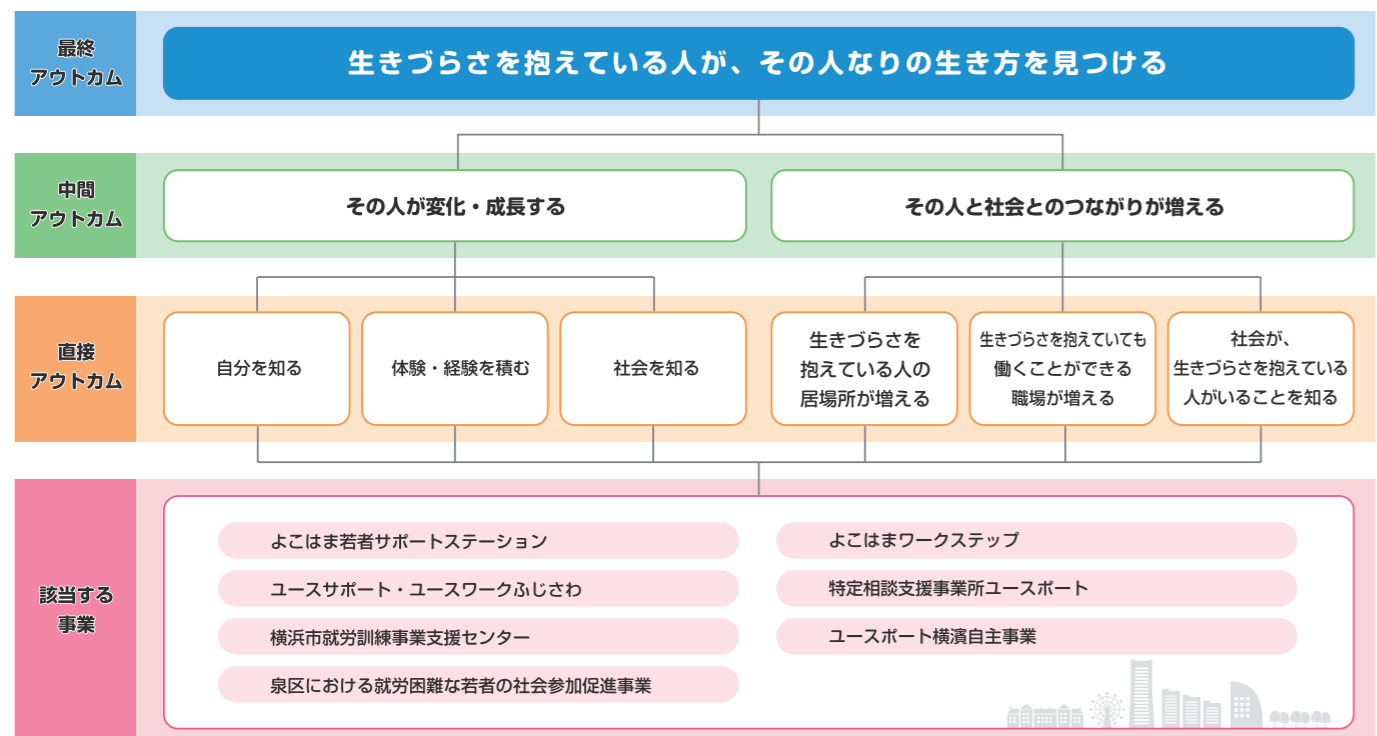 最終
アウトカム
生きづらさを抱えている人が、その人なりの生き方を見つける
中間
アウトカム
その人が変化・成長する
その人と社会とのつながりが増える
直接
アウトカム
自分を知る
体験・経験を積む
社会を知る
生きづらさを
抱えている人の
居場所が増える
生きづらさを抱えていても
働くことができる
職場が増える
社会が、
生きづらさを抱えている
人がいることを知る
該当する
事業
よこはま若者サポートステーション
ユースサポート・ユースワークふじさわ
横浜市就労訓練事業支援センター
泉区における就労困難な若者の社会参加促進事業
よこはまワークステップ
特定相談支援事業所ユースポート
ユースポート横濱自主事業